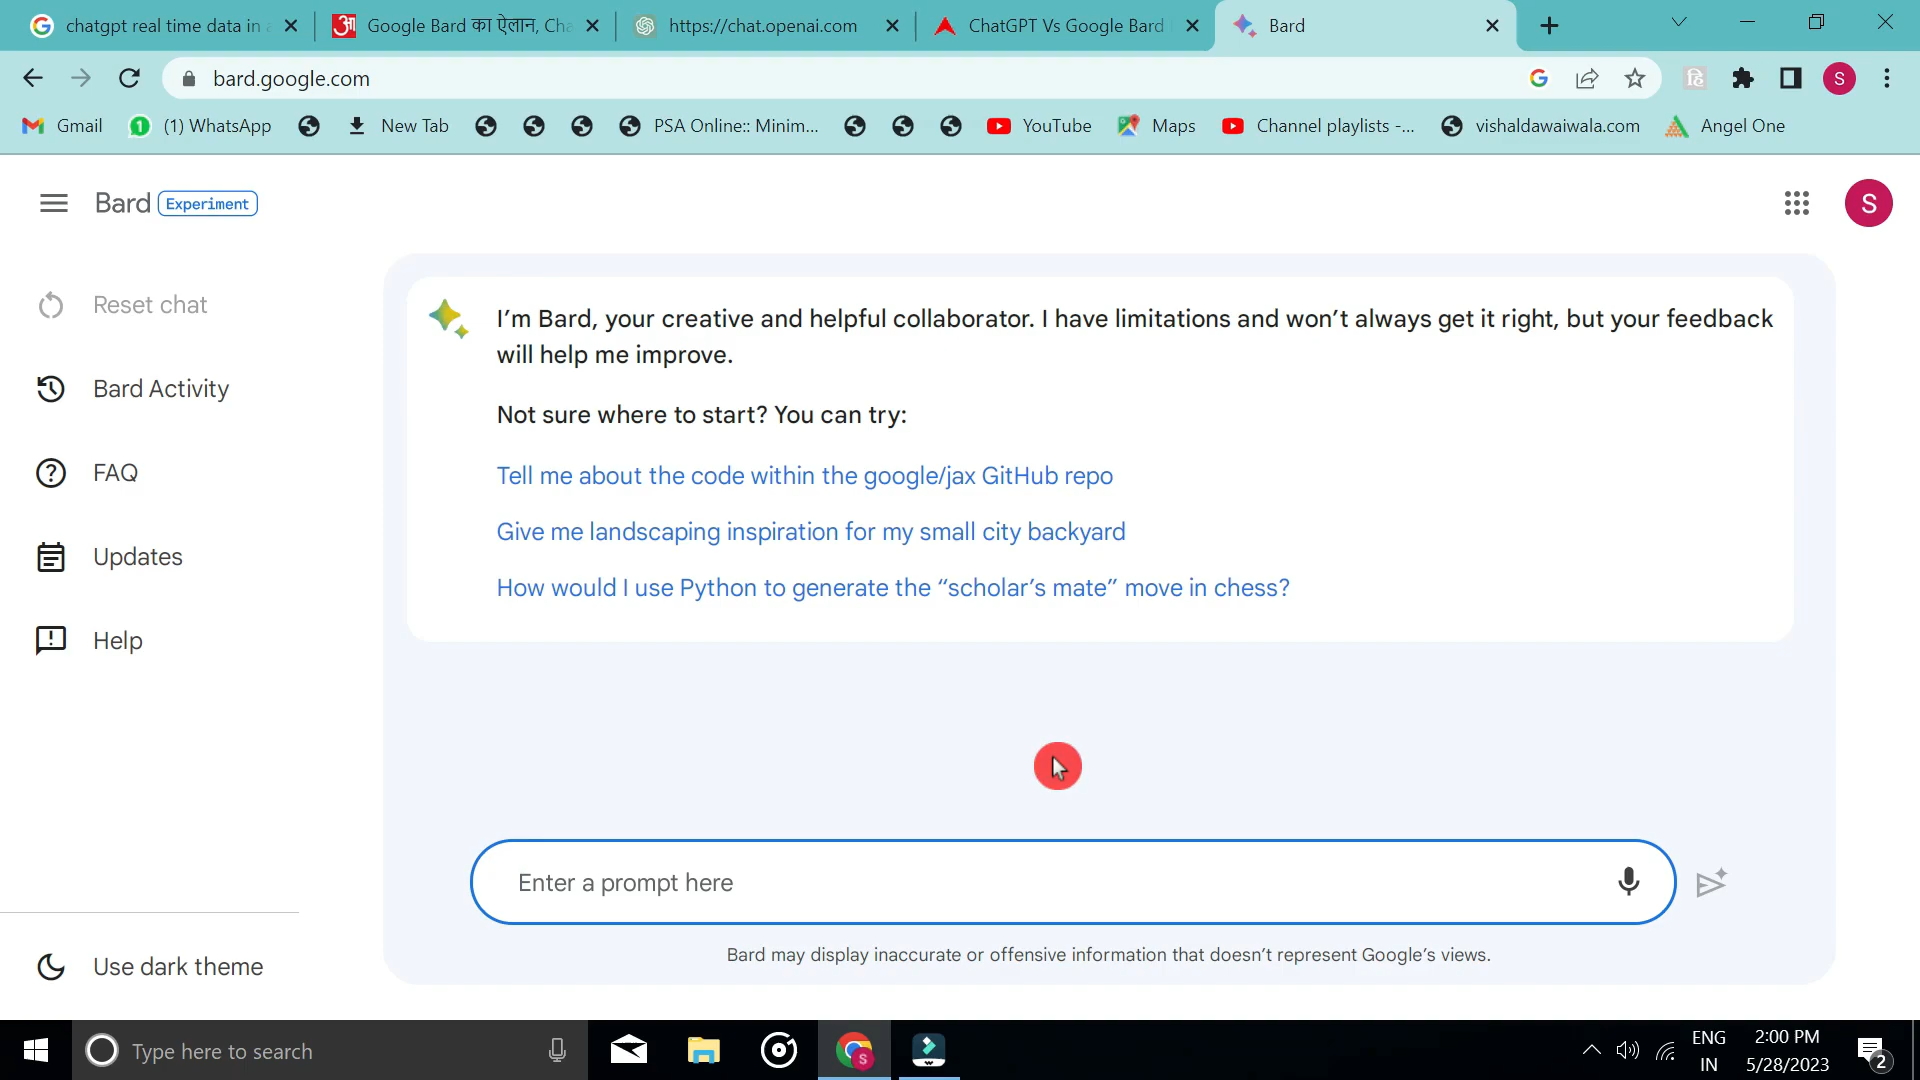 chatgpt real time data in
Google Bard का ऐलान, Cha
https://chat.openai.com
ChatGPT Vs Google Bard
Bard
bard.google.com
S
Gmail
1
(1) WhatsApp
New Tab
PSA Online:: Minim...
YouTube
Maps
Channel playlists -...
vishaldawaiwala.com
Angel One
Bard Experiment
S
Reset chat
Bard Activity
FAQ
Updates
Help
Use dark theme
I'm Bard, your creative and helpful collaborator. I have limitations and won't always get it right, but your feedback
will help me improve.
Not sure where to start? You can try:
Tell me about the code within the google/jax GitHub repo
Give me landscaping inspiration for my small city backyard
How would I use Python to generate the “scholar's mate” move in chess?
Enter a prompt here
Bard may display inaccurate or offensive information that doesn't represent Google's views.
Type here to search
S
ENG
IN
2:00 PM
5/28/2023
2